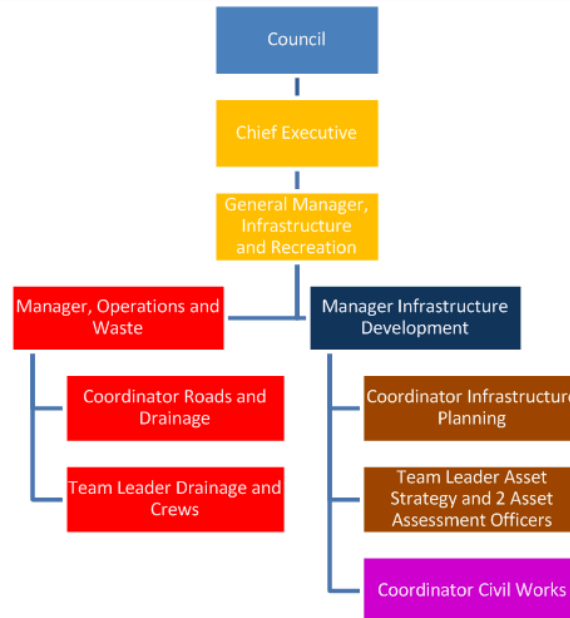 Council
Chief Executive
General Manager,
Infrastructure
and Recreation
Manager, Operations and
Waste
Manager Infrastructure
Development
Coordinator Roads and
Drainage
Coordinator Infrastructure
Planning
Team Leader Drainage and
Crews
Team Leader Asset
Strategy and 2 Asset
Assessment Officers
Coordinator Civil Works